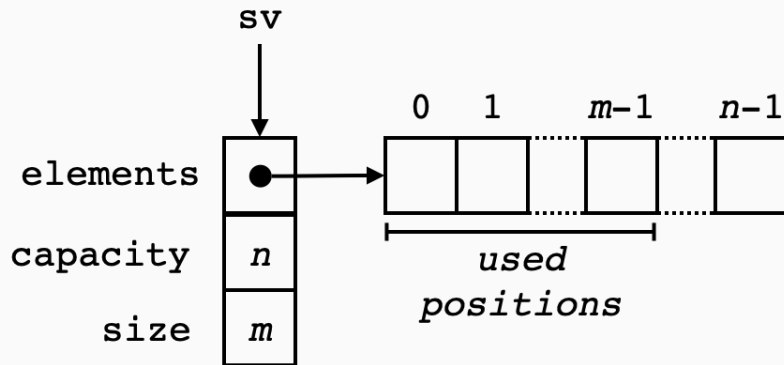 sv
0 1 m-1 n-1
elements
capacity n
used
positions
size m